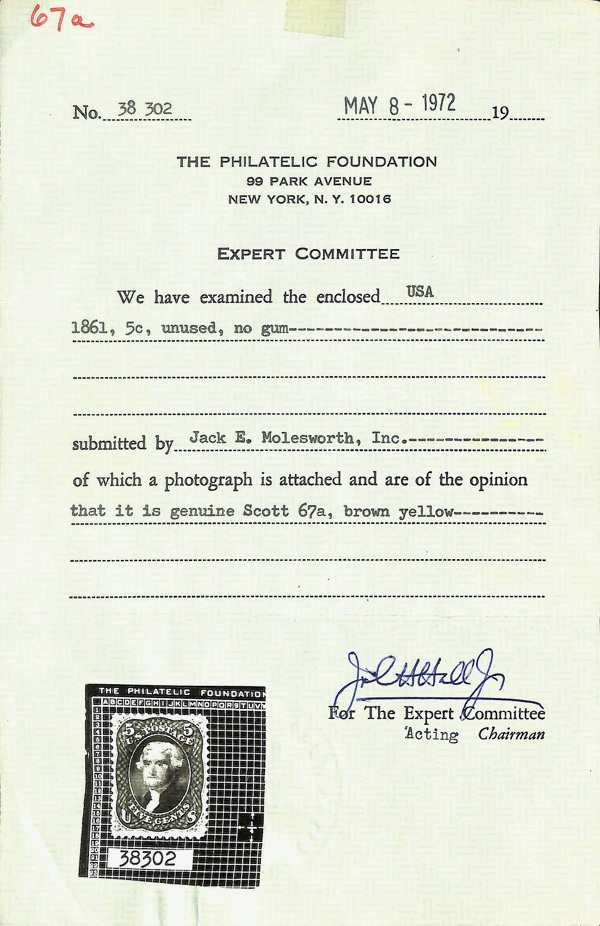 67a
No. 38 302
MAY 8 - 1972 19
THE PHILATELIC FOUNDATION
99 PARK AVENUE
NEW YORK, N. Y. 10016
EXPERT COMMITTEE
We have examined the enclosed USA
1861, 5c, unused, no gum
submitted by Jack E. Molesworth, Inc.
of which a photograph is attached and are of the opinion
that it is genuine Scott 67a, brown yellow
For The Expert Committee
Acting Chairman
THE PHILATELIC FOUNDATION
ABCDEFGHIJKLMNOPQRSTUVW
5 5
U.S. POSTAGE
FIVE CENTS
U S
38302